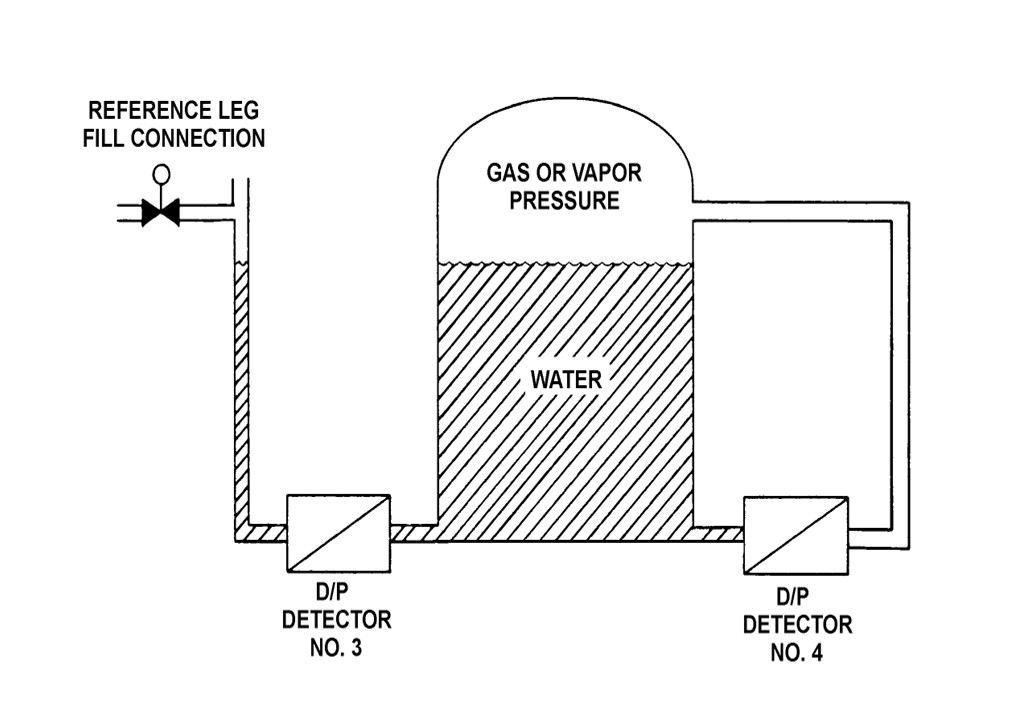 REFERENCE LEG
FILL CONNECTION
GAS OR VAPOR
PRESSURE
WATER
D/P
DETECTOR
NO. 3
D/P
DETECTOR
NO. 4